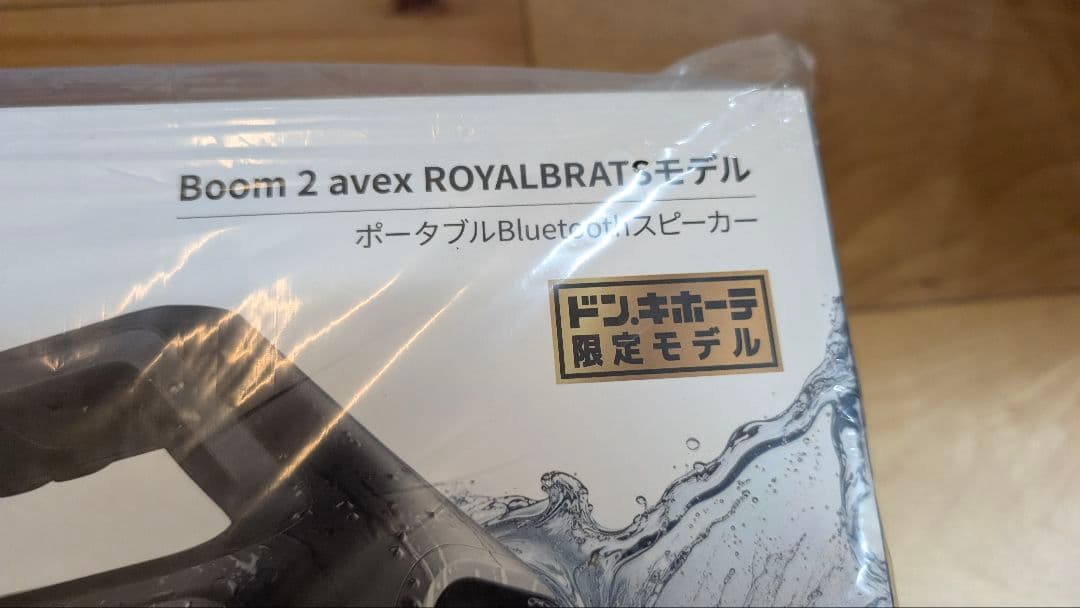 Boom 2 avex ROYALBRATSモデル
ポータブルBluetoothスピーカー
ドン.キホーテ
限定モデル